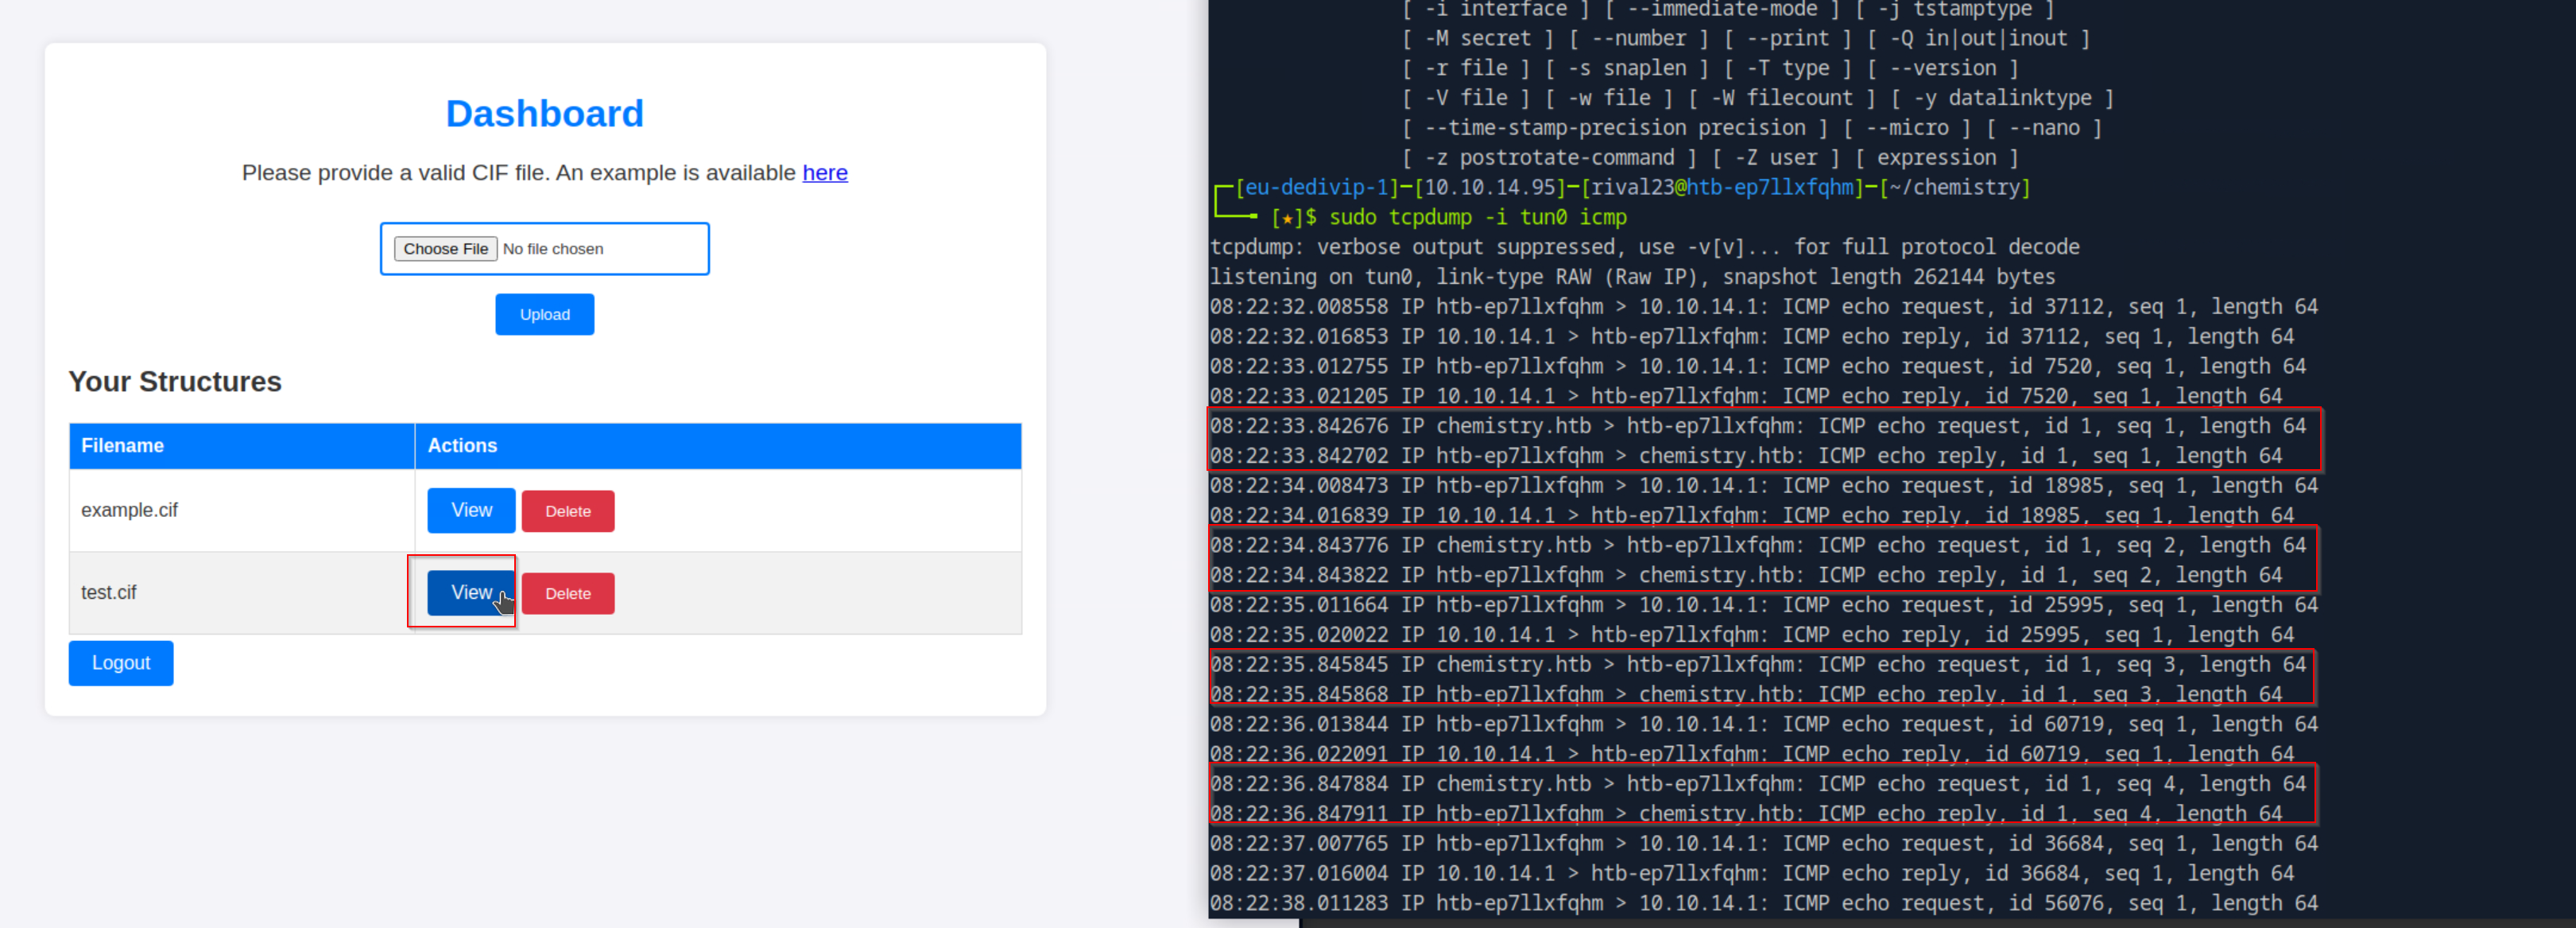 Dashboard
Please provide a valid CIF file. An example is available here
Choose File No file chosen
Upload
Your Structures
Filename Actions
example.cif View Delete
test.cif View Delete
Logout
[ -i interface ] [ --immediate-mode ] [ -j tstamptype ]
[ -M secret ] [ --number ] [ --print ] [ -Q in|out|inout ]
[ -r file ] [ -s snaplen ] [ -T type ] [ --version ]
[ -V file ] [ -w file ] [ -W filecount ] [ -y datalinktype ]
[ --time-stamp-precision precision ] [ --micro ] [ --nano ]
[ -z postrotate-command ] [ -Z user ] [ expression ]
┌─[eu-dedivip-1]─[10.10.14.95]─[rival23@htb-ep7llxfqhm]─[~/chemistry]
└──╼ [★]$ sudo tcpdump -i tun0 icmp
tcpdump: verbose output suppressed, use -v[v]... for full protocol decode
listening on tun0, link-type RAW (Raw IP), snapshot length 262144 bytes
08:22:32.008558 IP htb-ep7llxfqhm > 10.10.14.1: ICMP echo request, id 37112, seq 1, length 64
08:22:32.016853 IP 10.10.14.1 > htb-ep7llxfqhm: ICMP echo reply, id 37112, seq 1, length 64
08:22:33.012755 IP htb-ep7llxfqhm > 10.10.14.1: ICMP echo request, id 7520, seq 1, length 64
08:22:33.021205 IP 10.10.14.1 > htb-ep7llxfqhm: ICMP echo reply, id 7520, seq 1, length 64
08:22:33.842676 IP chemistry.htb > htb-ep7llxfqhm: ICMP echo request, id 1, seq 1, length 64
08:22:33.842702 IP htb-ep7llxfqhm > chemistry.htb: ICMP echo reply, id 1, seq 1, length 64
08:22:34.008473 IP htb-ep7llxfqhm > 10.10.14.1: ICMP echo request, id 18985, seq 1, length 64
08:22:34.016839 IP 10.10.14.1 > htb-ep7llxfqhm: ICMP echo reply, id 18985, seq 1, length 64
08:22:34.843776 IP chemistry.htb > htb-ep7llxfqhm: ICMP echo request, id 1, seq 2, length 64
08:22:34.843822 IP htb-ep7llxfqhm > chemistry.htb: ICMP echo reply, id 1, seq 2, length 64
08:22:35.011664 IP htb-ep7llxfqhm > 10.10.14.1: ICMP echo request, id 25995, seq 1, length 64
08:22:35.020022 IP 10.10.14.1 > htb-ep7llxfqhm: ICMP echo reply, id 25995, seq 1, length 64
08:22:35.845845 IP chemistry.htb > htb-ep7llxfqhm: ICMP echo request, id 1, seq 3, length 64
08:22:35.845868 IP htb-ep7llxfqhm > chemistry.htb: ICMP echo reply, id 1, seq 3, length 64
08:22:36.013844 IP htb-ep7llxfqhm > 10.10.14.1: ICMP echo request, id 60719, seq 1, length 64
08:22:36.022091 IP 10.10.14.1 > htb-ep7llxfqhm: ICMP echo reply, id 60719, seq 1, length 64
08:22:36.847884 IP chemistry.htb > htb-ep7llxfqhm: ICMP echo request, id 1, seq 4, length 64
08:22:36.847911 IP htb-ep7llxfqhm > chemistry.htb: ICMP echo reply, id 1, seq 4, length 64
08:22:37.007765 IP htb-ep7llxfqhm > 10.10.14.1: ICMP echo request, id 36684, seq 1, length 64
08:22:37.016004 IP 10.10.14.1 > htb-ep7llxfqhm: ICMP echo reply, id 36684, seq 1, length 64
08:22:38.011283 IP htb-ep7llxfqhm > 10.10.14.1: ICMP echo request, id 56076, seq 1, length 64